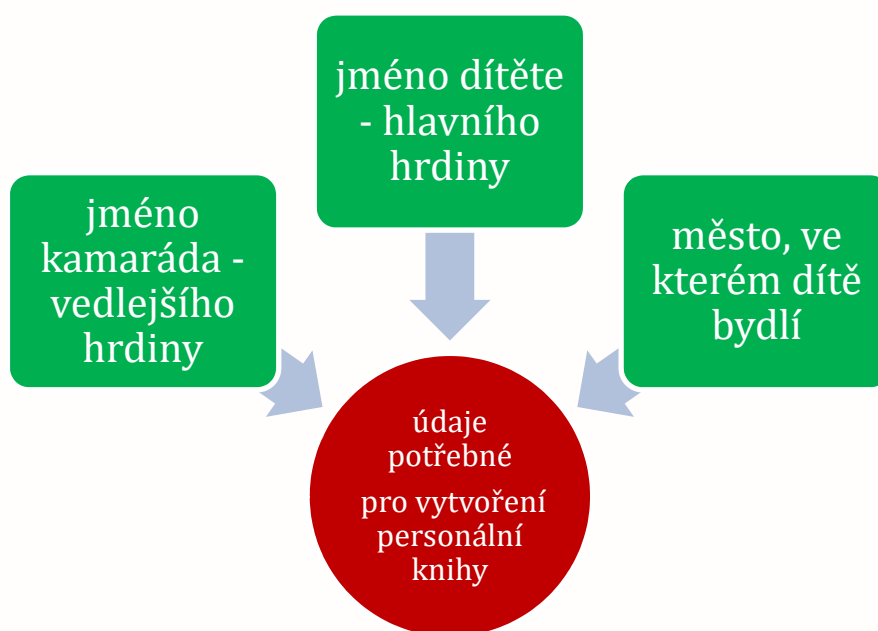 jméno dítěte
- hlavního
hrdiny
jméno
kamaráda -
vedlejšího
hrdiny
město, ve
kterém dítě
bydlí
údaje
potřebné
pro vytvoření
personální
knihy